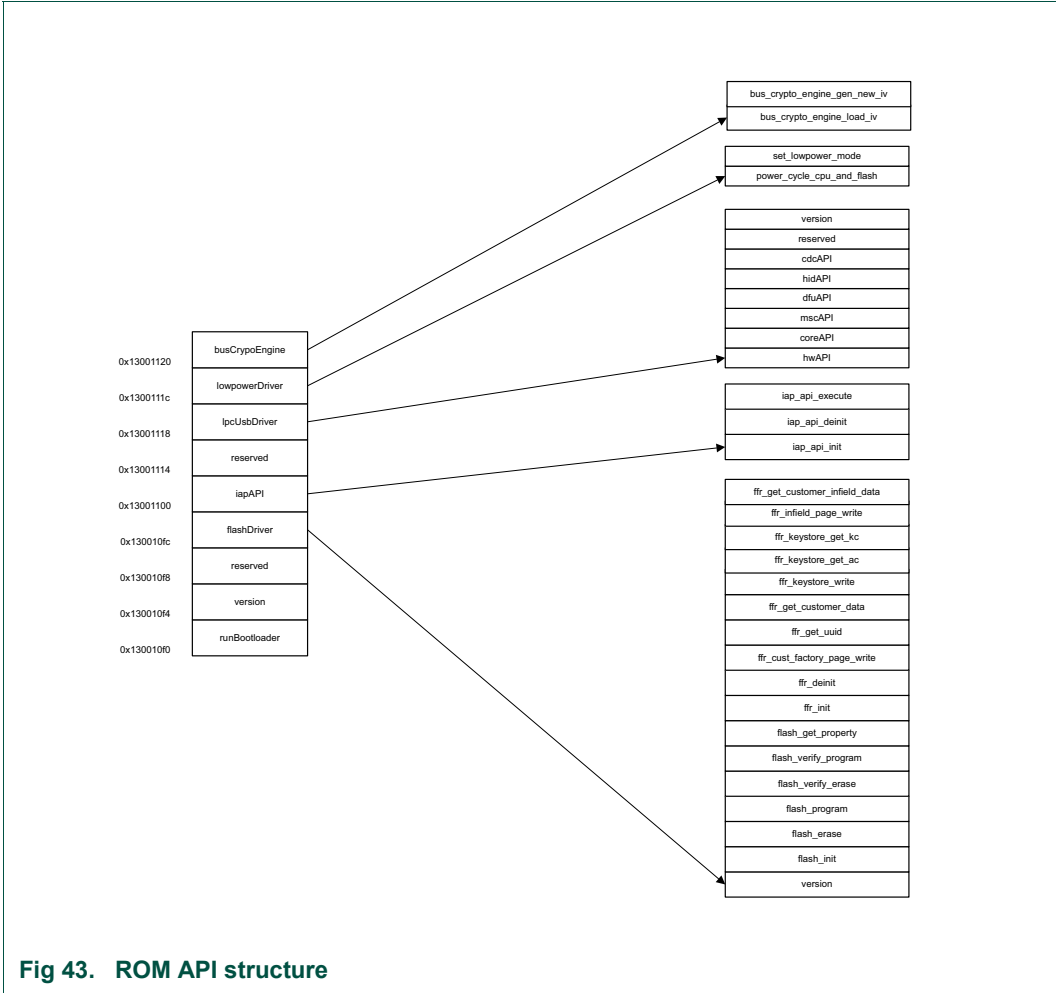 bus_crypto_engine_gen_new_iv
bus_crypto_engine_load_iv
set_lowpower_mode
power_cycle_cpu_and_flash
version
reserved
cdcAPI
hidAPI
dfuAPI
mscAPI
coreAPI
hwAPI
busCrypoEngine
0x13001120
lowpowerDriver
0x1300111c
lpcUsbDriver
0x13001118
reserved
0x13001114
iapAPI
0x13001100
flashDriver
0x130010fc
reserved
0x130010f8
version
0x130010f4
runBootloader
0x130010f0
iap_api_execute
iap_api_deinit
iap_api_init
ffr_get_customer_infield_data
ffr_infield_page_write
ffr_keystore_get_kc
ffr_keystore_get_ac
ffr_keystore_write
ffr_get_customer_data
ffr_get_uuid
ffr_cust_factory_page_write
ffr_deinit
ffr_init
flash_get_property
flash_verify_program
flash_verify_erase
flash_program
flash_erase
flash_init
version
Fig 43. ROM API structure